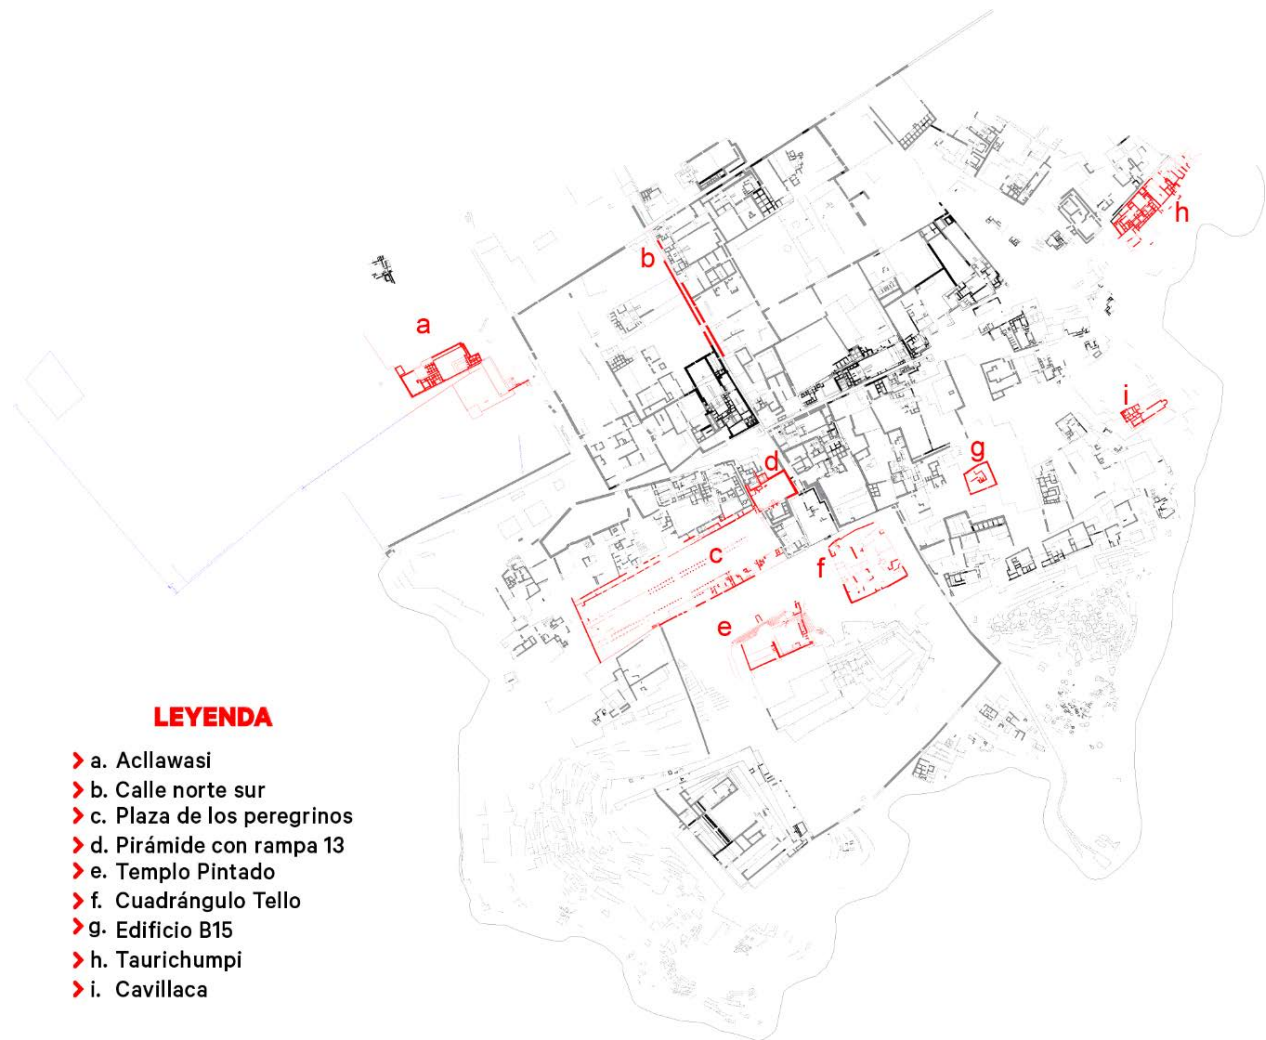 b
h
a
i
g
d
c
f
e
LEYENDA
a. Acllawasi
b. Calle norte sur
c. Plaza de los peregrinos
d. Pirámide con rampa 13
e. Templo Pintado
f. Cuadrángulo Tello
g. Edificio B15
h. Taurichumpi
i. Cavillaca